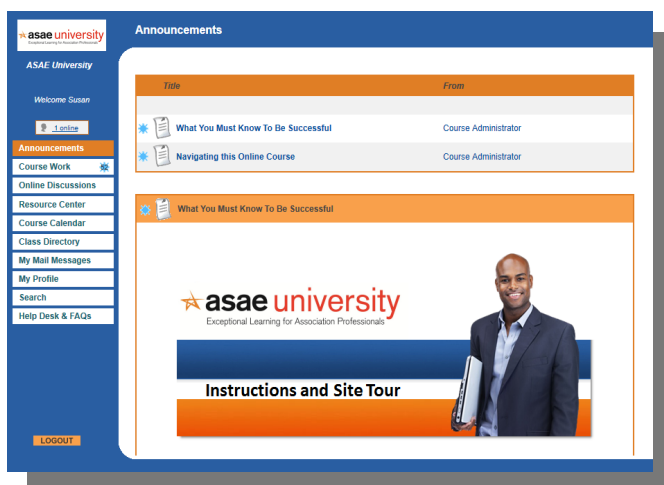 asae university
Exceptional Learning for Association Professionals
Announcements
ASAE University
Welcome Susan
1 online
Announcements
Course Work
Online Discussions
Resource Center
Course Calendar
Class Directory
My Mail Messages
My Profile
Search
Help Desk & FAQs
LOGOUT
Title From
What You Must Know To Be Successful Course Administrator
Navigating this Online Course Course Administrator
What You Must Know To Be Successful
asae university
Exceptional Learning for Association Professionals
Instructions and Site Tour